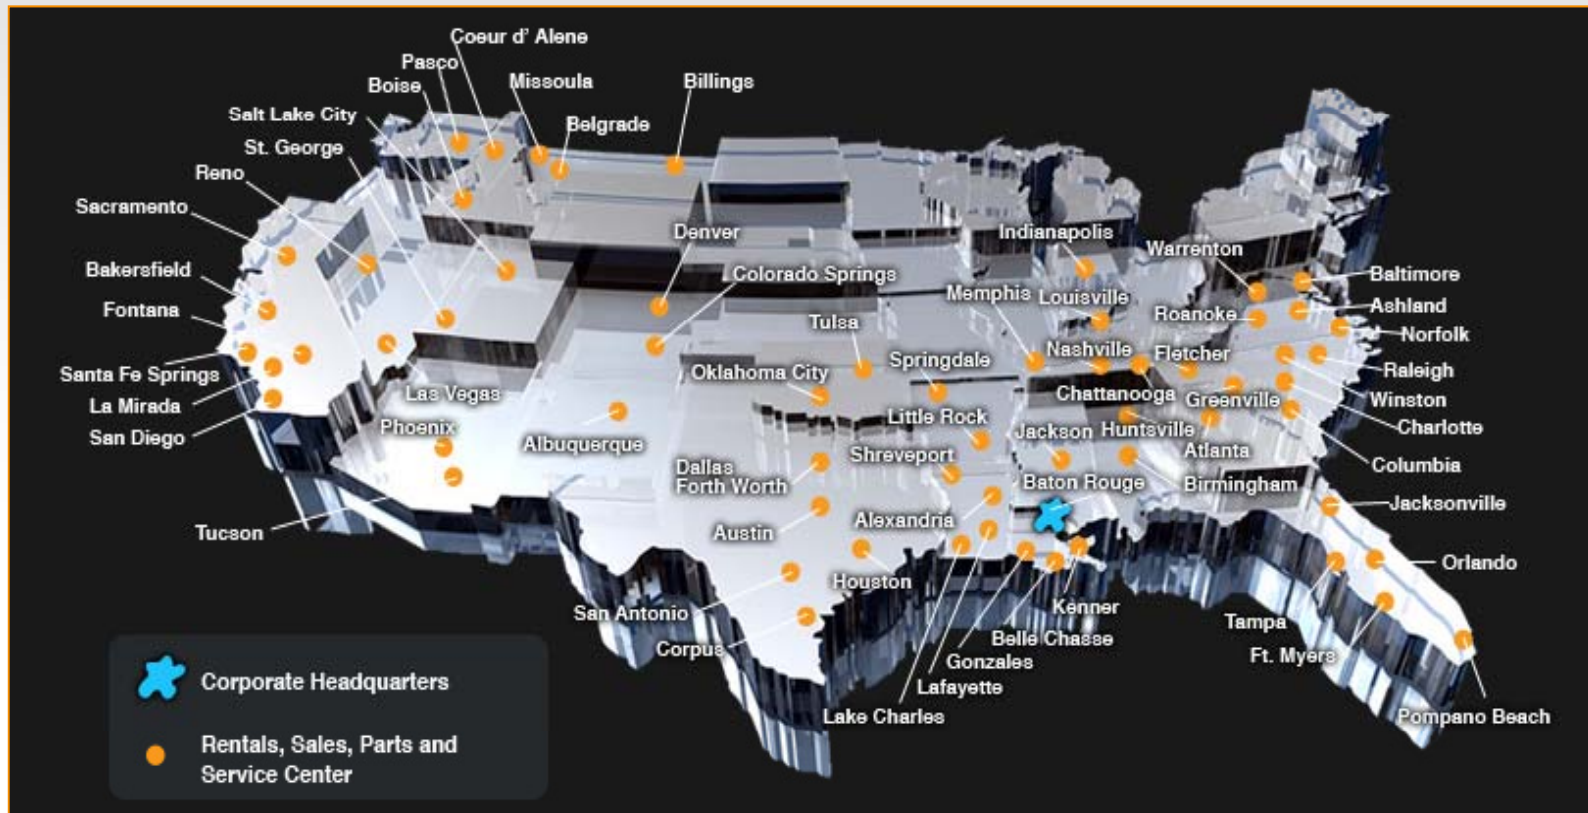 Coeur d' Alene
Pasco
Boise
Missoula
Billings
Salt Lake City
Belgrade
St. George
Reno
Sacramento
Denver
Indianapolis
Warrenton
Bakersfield
Colorado Springs
Baltimore
Memphis
Louisville
Fontana
Ashland
Roanoke
Tulsa
Norfolk
Nashville
Fletcher
Springdale
Santa Fe Springs
Oklahoma City
Raleigh
Las Vegas
Chattanooga
Greenville
Winston
La Mirada
Little Rock
Phoenix
Jackson
Huntsville
Charlotte
San Diego
Albuquerque
Atlanta
Shreveport
Dallas
Forth Worth
Columbia
Baton Rouge
Birmingham
Jacksonville
Alexandria
Tucson
Austin
Orlando
Houston
Kenner
San Antonio
Tampa
Belle Chasse
Corpus
Ft. Myers
Gonzales
Lafayette
Lake Charles
Pompano Beach
Corporate Headquarters
Rentals, Sales, Parts and
Service Center